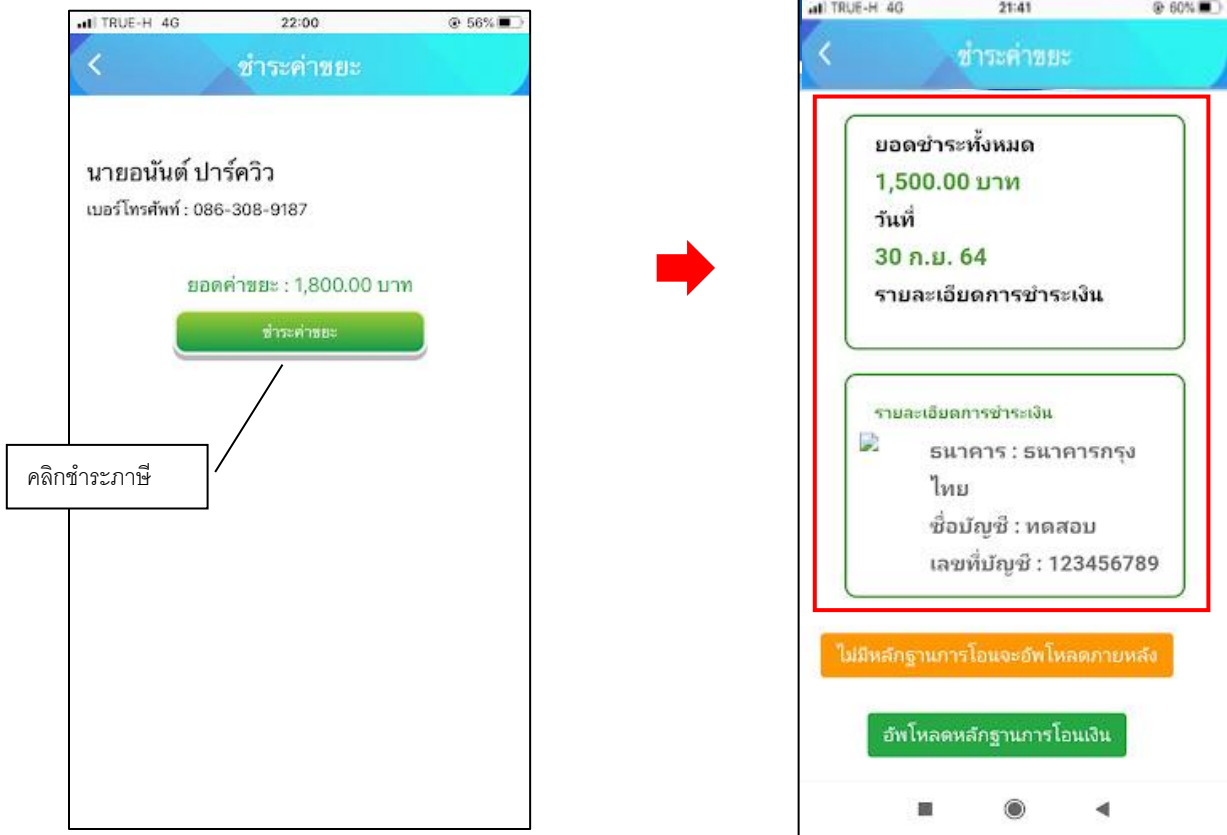 TRUE-H 4G 22:00 56%
ชำระค่าขยะ
นายอนันต์ ปาร์ควิว
เบอร์โทรศัพท์ : 086-308-9187
ยอดค่าขยะ : 1,800.00 บาท
ชำระค่าขยะ
คลิกชำระภาษี
TRUE-H 4G 21:41 60%
ชำระค่าขยะ
ยอดชำระทั้งหมด
1,500.00 บาท
วันที่
30 ก.ย. 64
รายละเอียดการชำระเงิน
รายละเอียดการชำระเงิน
ธนาคาร : ธนาคารกรุง
ไทย
ชื่อบัญชี : ทดสอบ
เลขที่บัญชี : 123456789
ไม่มีหลักฐานการโอนจะอัพโหลดภายหลัง
อัพโหลดหลักฐานการโอนเงิน